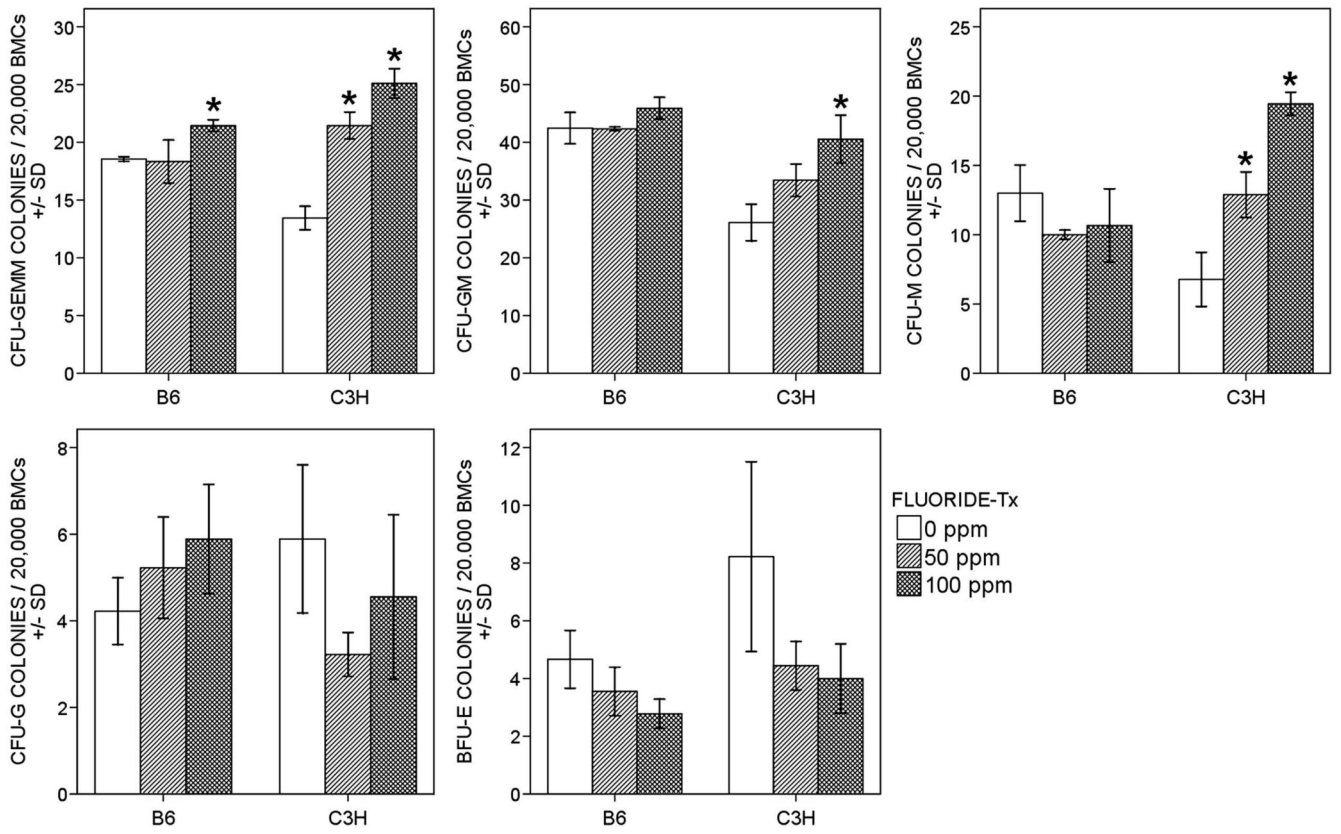 CFU-GEMM COLONIES / 20,000 BMCs
+/- SD
30
25
20
15
10
5
0
*
*
*
B6
C3H
CFU-GM COLONIES / 20,000 BMCs
+/- SD
60
50
40
30
20
10
0
*
B6
C3H
CFU-M COLONIES / 20,000 BMCs
+/- SD
25
20
15
10
5
0
*
*
B6
C3H
CFU-G COLONIES / 20,000 BMCs
+/- SD
8
6
4
2
0
B6
C3H
BFU-E COLONIES / 20.000 BMCs
+/- SD
12
10
8
6
4
2
0
B6
C3H
FLUORIDE-Tx
0 ppm
50 ppm
100 ppm